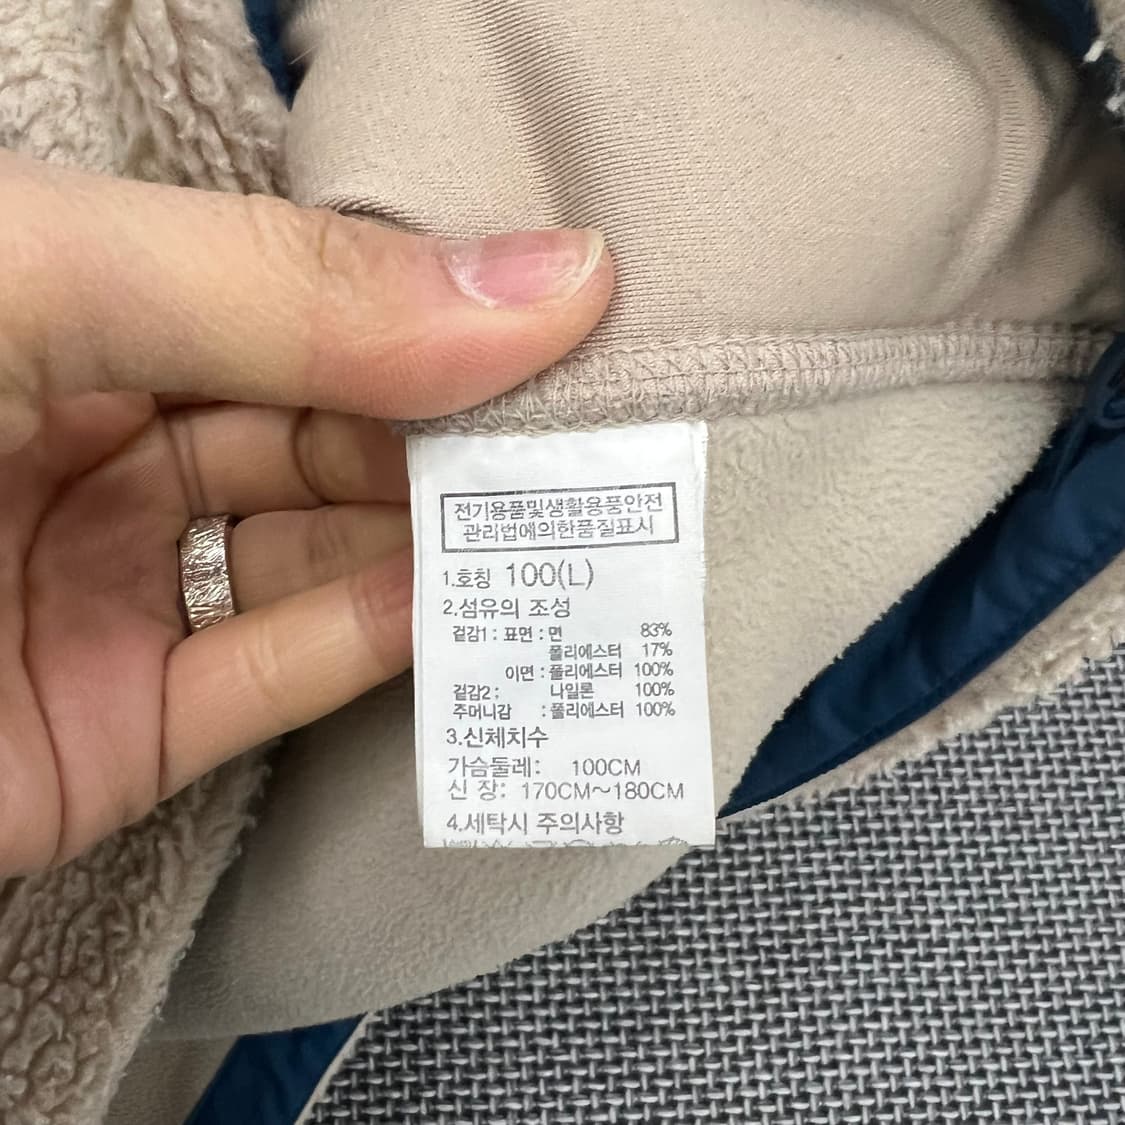 전기용품및생활용품안전
관리법에의한품질표시
1.호칭 100(L)
2.섬유의 조성
겉감1 : 표면 : 면 83%
폴리에스터 17%
이면 : 폴리에스터 100%
겉감2 ; 나일론 100%
주머니감 : 폴리에스터 100%
3.신체치수
가슴둘레: 100CM
신 장: 170CM~180CM
4.세탁시 주의사항